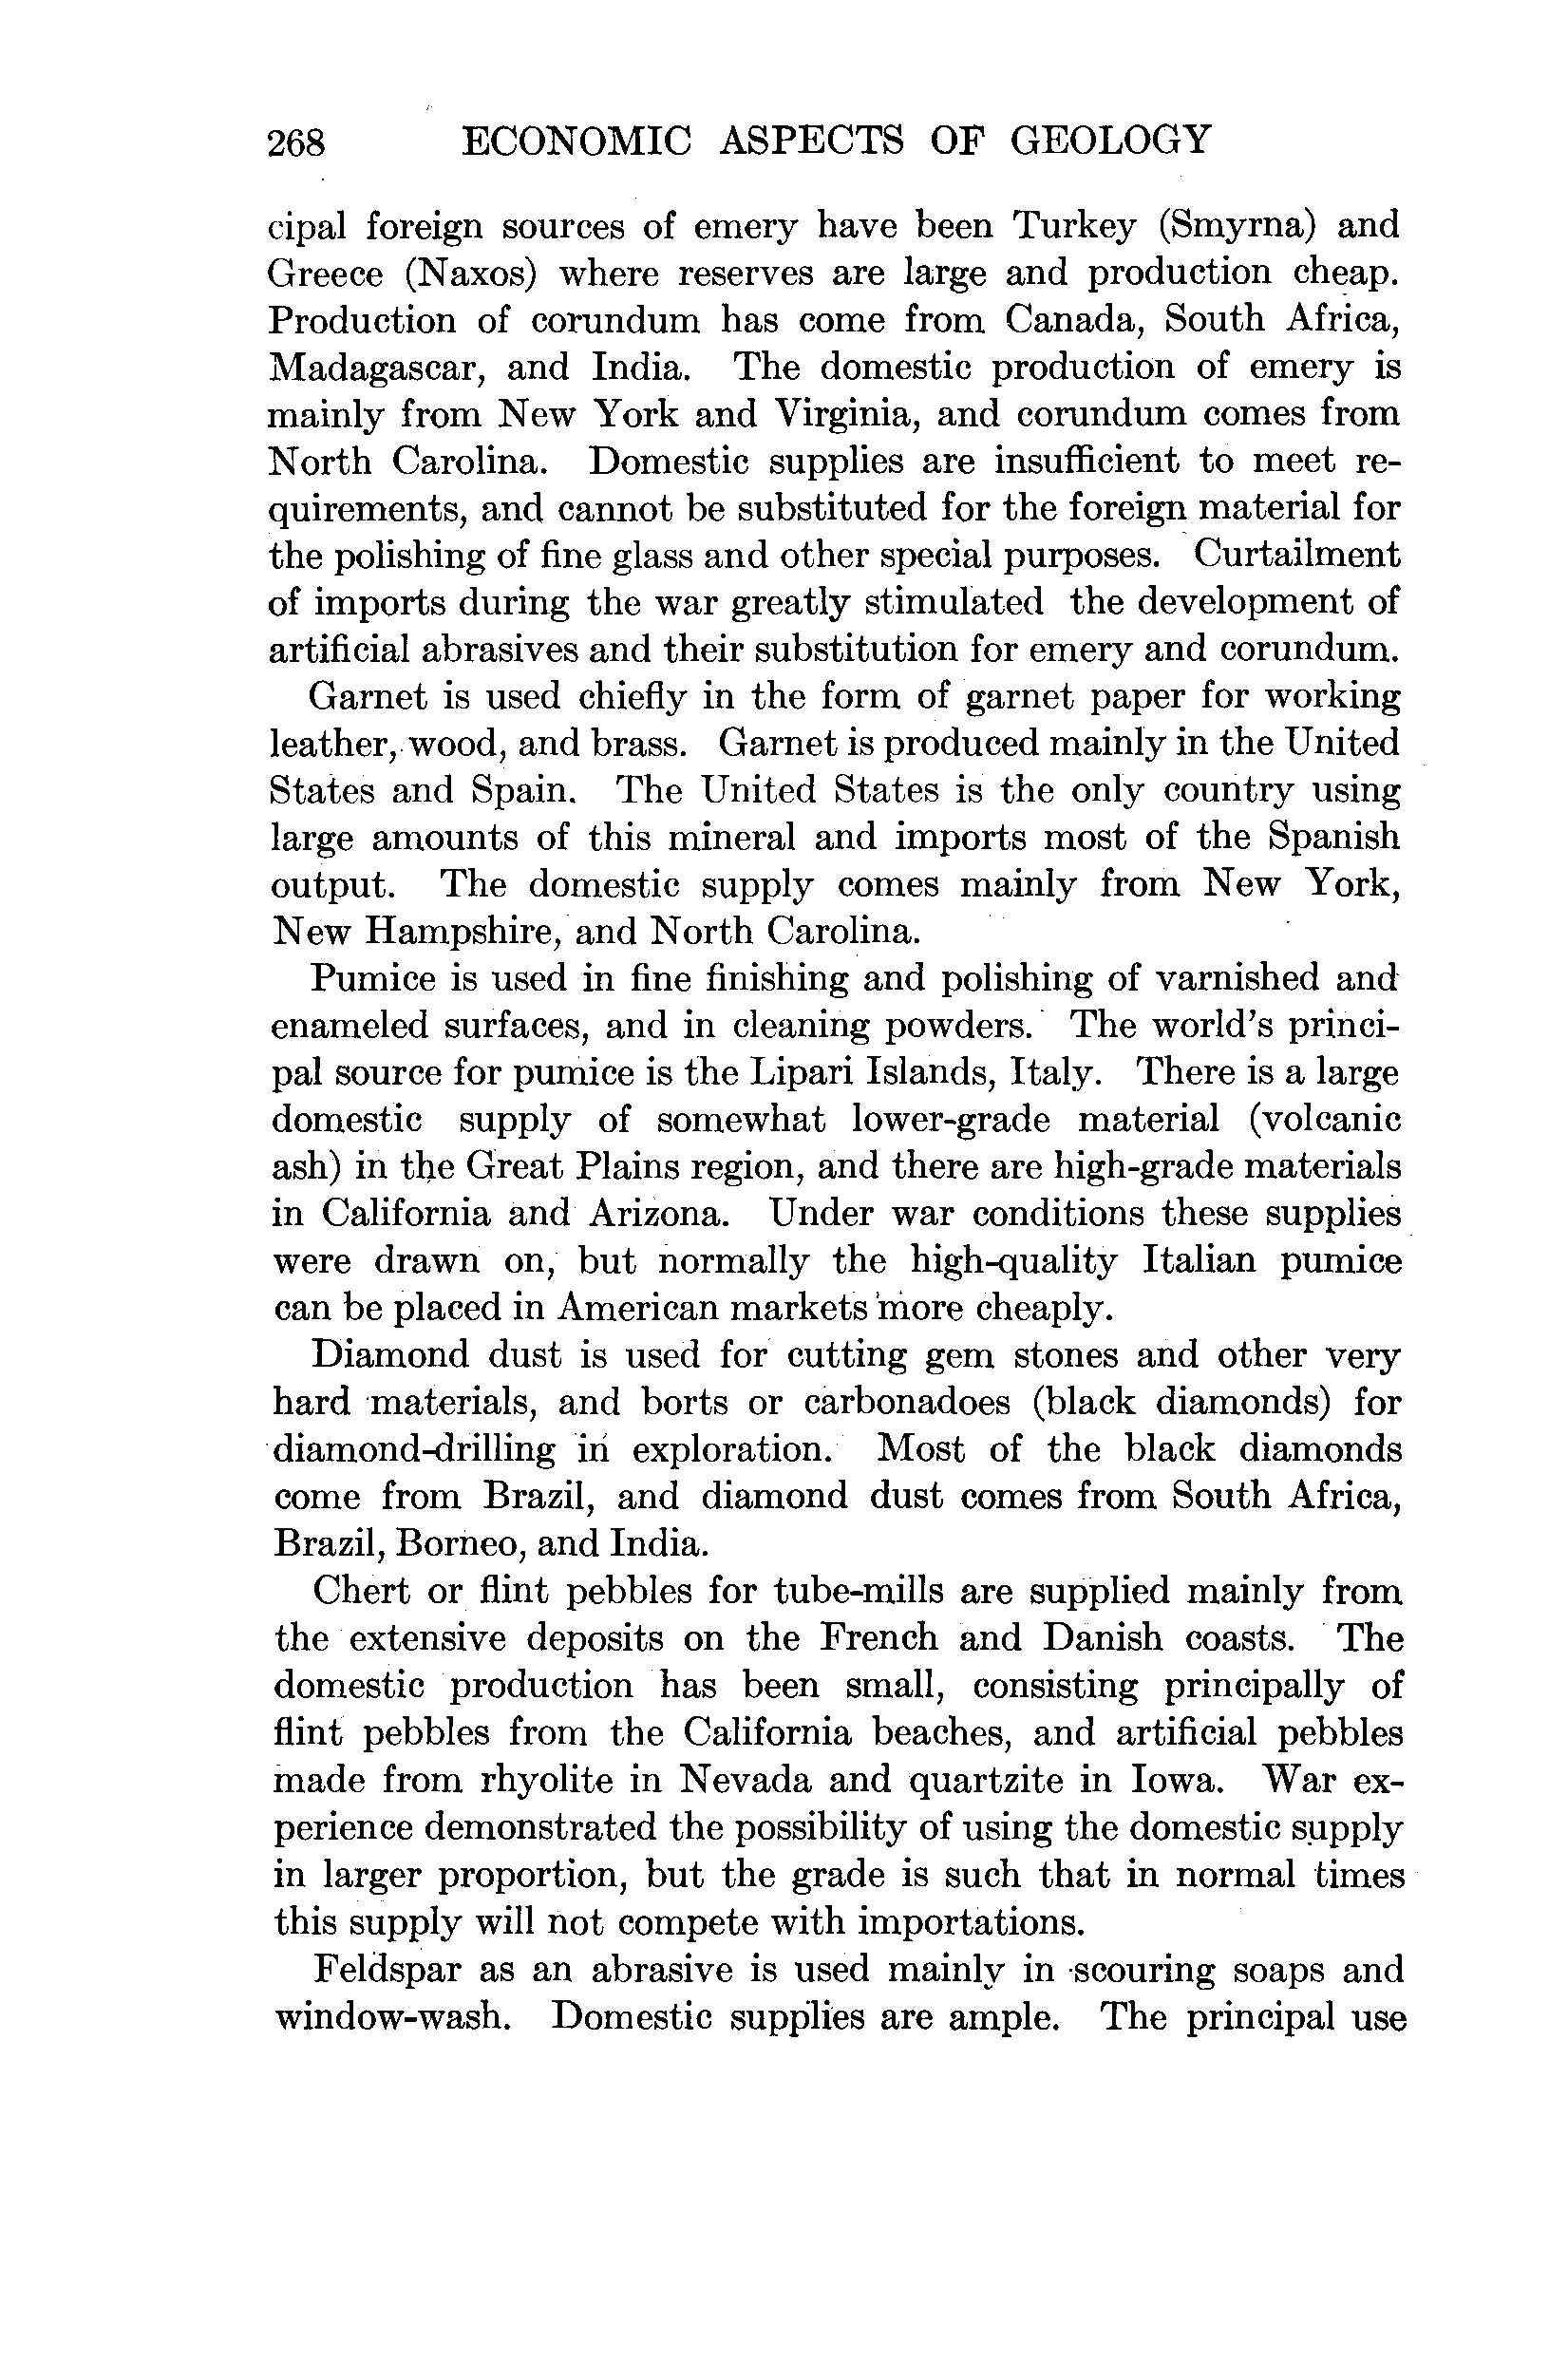 268 ECONOMIC ASPECTS OF GEOLOGY
cipal foreign sources of emery have been Turkey (Smyrna) and
Greece (Naxos) where reserves are large and production cheap.
Production of corundum has come from Canada, South Africa,
Madagascar, and India. The domestic production of emery is
mainly from New York and Virginia, and corundum comes from
North Carolina. Domestic supplies are insufficient to meet re-
quirements, and cannot be substituted for the foreign material for
the polishing of fine glass and other special purposes. Curtailment
of imports during the war greatly stimulated the development of
artificial abrasives and their substitution for emery and corundum.
Garnet is used chiefly in the form of garnet paper for working
leather, wood, and brass. Garnet is produced mainly in the United
States and Spain. The United States is the only country using
large amounts of this mineral and imports most of the Spanish
output. The domestic supply comes mainly from New York,
New Hampshire, and North Carolina.
Pumice is used in fine finishing and polishing of varnished and
enameled surfaces, and in cleaning powders. The world's princi-
pal source for pumice is the Lipari Islands, Italy. There is a large
domestic supply of somewhat lower-grade material (volcanic
ash) in the Great Plains region, and there are high-grade materials
in California and Arizona. Under war conditions these supplies
were drawn on, but normally the high-quality Italian pumice
can be placed in American markets more cheaply.
Diamond dust is used for cutting gem stones and other very
hard materials, and borts or carbonadoes (black diamonds) for
diamond-drilling in exploration. Most of the black diamonds
come from Brazil, and diamond dust comes from South Africa,
Brazil, Borneo, and India.
Chert or flint pebbles for tube-mills are supplied mainly from
the extensive deposits on the French and Danish coasts. The
domestic production has been small, consisting principally of
flint pebbles from the California beaches, and artificial pebbles
made from rhyolite in Nevada and quartzite in Iowa. War ex-
perience demonstrated the possibility of using the domestic supply
in larger proportion, but the grade is such that in normal times
this supply will not compete with importations.
Feldspar as an abrasive is used mainly in scouring soaps and
window-wash. Domestic supplies are ample. The principal use